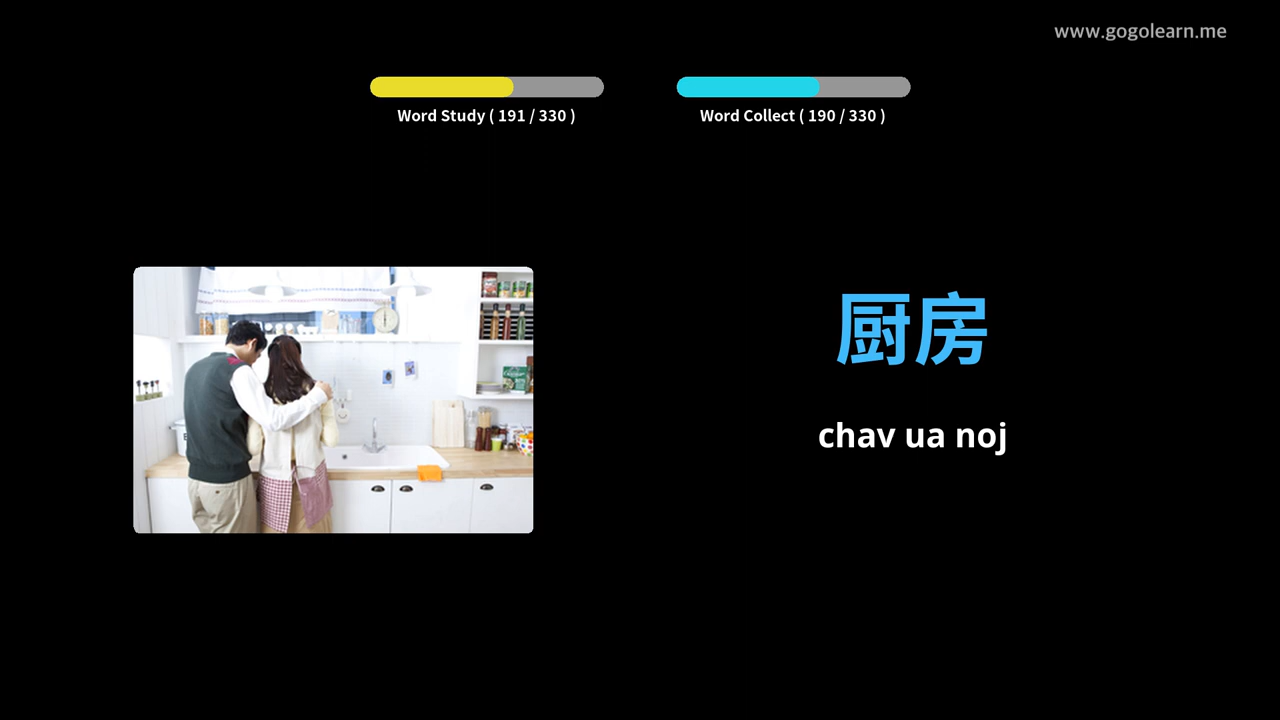 www.gogolearn.me
Word Study ( 191 / 330 )
Word Collect ( 190 / 330 )
厨房
chav ua noj